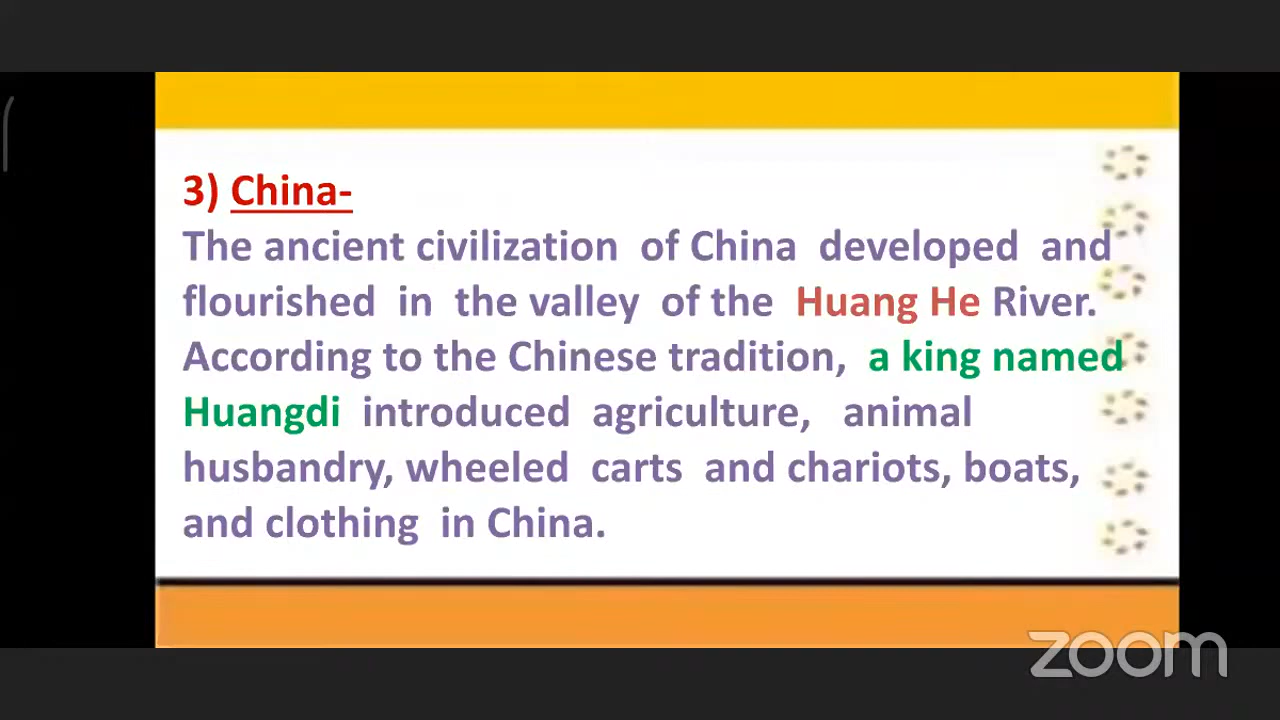 3) China-
The ancient civilization of China developed and
flourished in the valley of the Huang He River.
According to the Chinese tradition, a king named
Huangdi introduced agriculture, animal
husbandry, wheeled carts and chariots, boats,
and clothing in China.
zoom